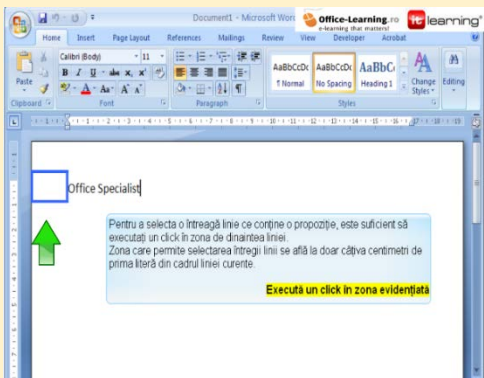 Document1 - Microsoft Word
Office-Learning.ro
e-learning that matters!
learning
Home Insert Page Layout References Mailings Review View Developer Acrobat
Calibri (Body) 11
AaBbCcDc AaBbCcDc AaBbC
Paste
B I U abc x, x²
Aa A A
¶ Normal No Spacing Heading 1
Change Styles
Editing
Clipboard Font Paragraph Styles
Office Specialist
Pentru a selecta o întreagă linie ce conține o propoziție, este suficient să
executați un click în zona de dinaintea liniei.
Zona care permite selectarea întregii linii se află la doar câțiva centimetri de
prima literă din cadrul liniei curente.
Execută un click în zona evidențiată